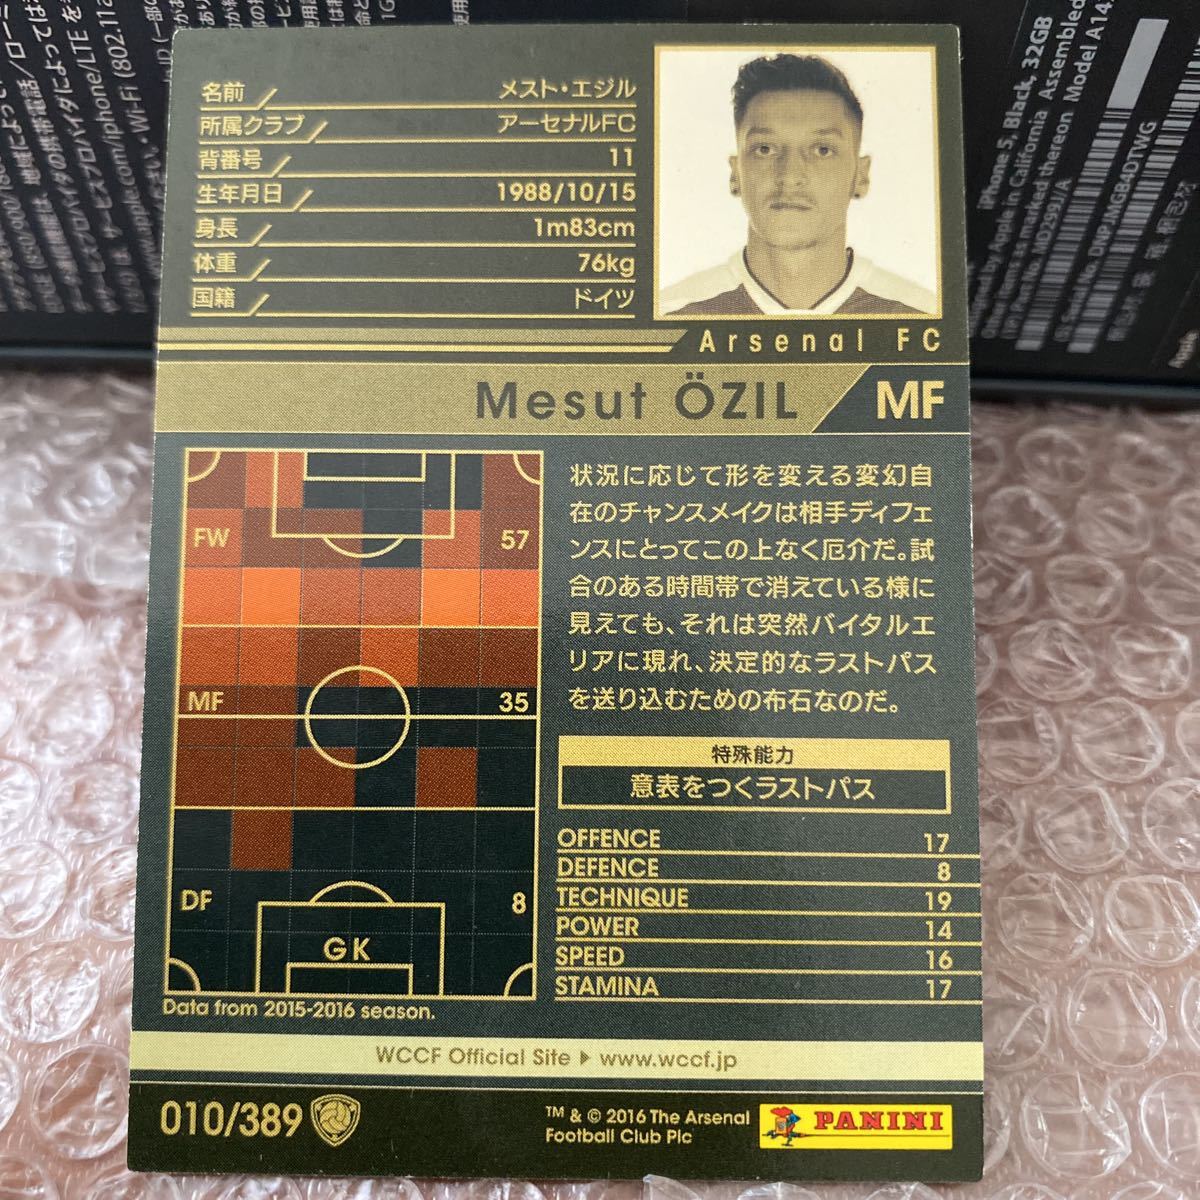 名前 メスト・エジル
所属クラブ アーセナルFC
背番号 11
生年月日 1988/10/15
身長 1m83cm
体重 76kg
国籍 ドイツ
Arsenal FC
Mesut ÖZIL MF
FW 57
MF 35
DF 8
GK
Data from 2015-2016 season.
状況に応じて形を変える変幻自
在のチャンスメイクは相手ディフェ
ンスにとってこの上なく厄介だ。試
合のある時間帯で消えている様に
見えても、それは突然バイタルエ
リアに現れ、決定的なラストパス
を送り込むための布石なのだ。
特殊能力
意表をつくラストパス
OFFENCE 17
DEFENCE 8
TECHNIQUE 19
POWER 14
SPEED 16
STAMINA 17
WCCF Official Site ▶ www.wccf.jp
010/389
™ & © 2016 The Arsenal
Football Club Plc
PANINI
iPhone 5, Black, 32GB
Model A14